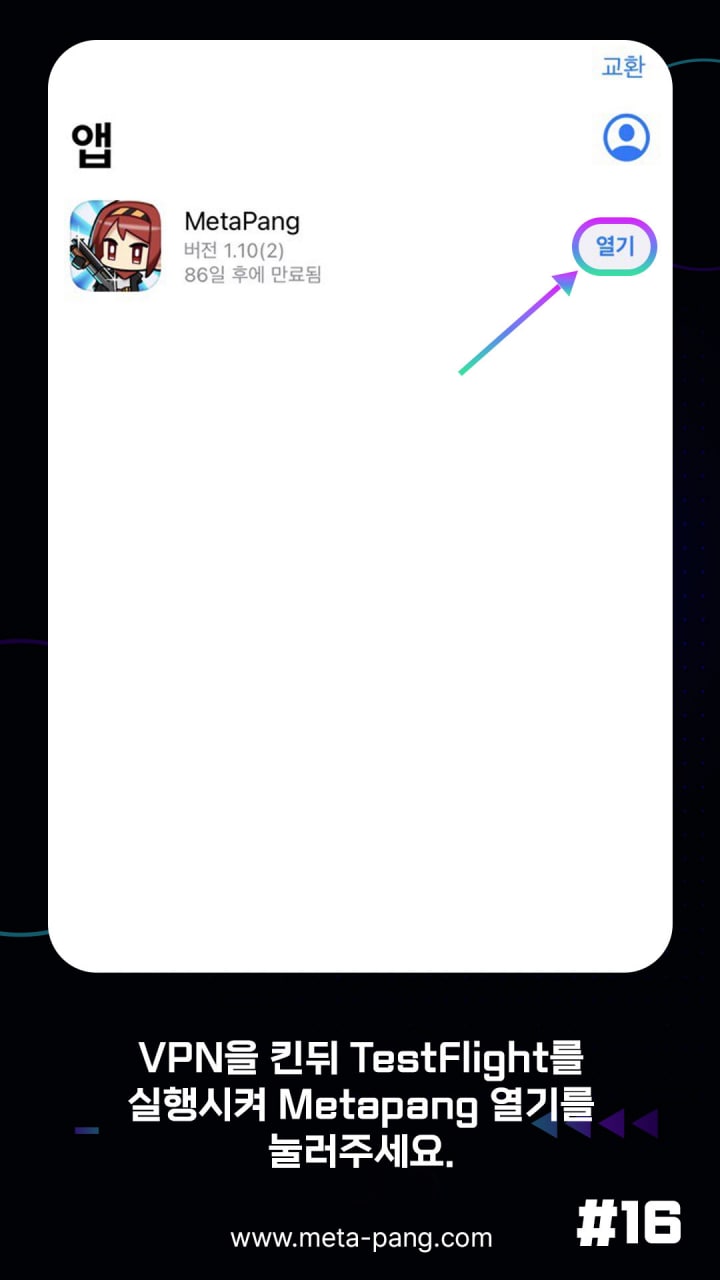 교환
앱
MetaPang
버전 1.10(2)
86일 후에 만료됨
열기
VPN을 킨뒤 TestFlight를
실행시켜 Metapang 열기를
눌러주세요.
www.meta-pang.com
#16